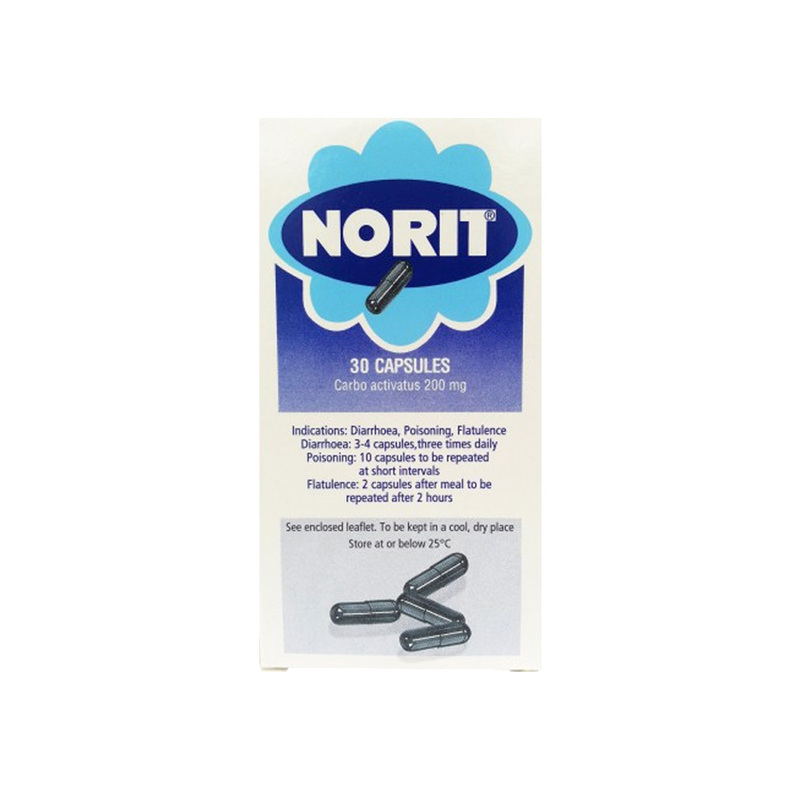 NORIT®
30 CAPSULES
Carbo activatus 200 mg
Indications: Diarrhoea, Poisoning, Flatulence
Diarrhoea: 3-4 capsules,three times daily
Poisoning: 10 capsules to be repeated
at short intervals
Flatulence: 2 capsules after meal to be
repeated after 2 hours
See enclosed leaflet. To be kept in a cool, dry place
Store at or below 25°C